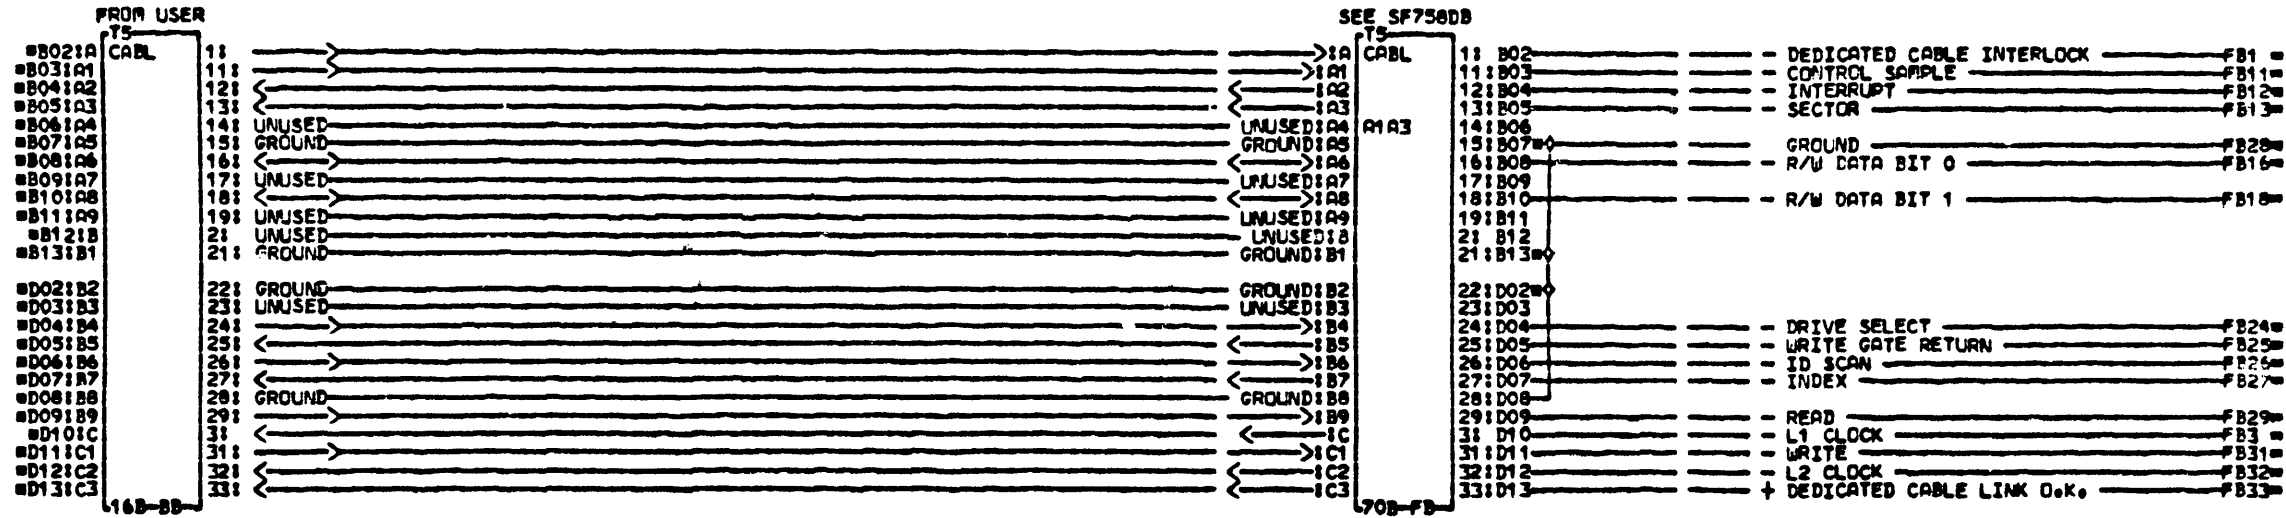 FROM USER SEE SF758DB
T5 T5
■B02:A CABL 1: :A CABL 1: B02 - DEDICATED CABLE INTERLOCK FB1 ■
■B03:A1 11: :A1 11:B03 - CONTROL SAMPLE FB11■
■B04:A2 12: :A2 12:B04 - INTERRUPT FB12■
■B05:A3 13: :A3 13:B05 - SECTOR FB13■
■B06:A4 14: UNUSED UNUSED:A4 A1A3 14:B06
■B07:A5 15: GROUND GROUND:A5 15:B07■ - GROUND FB28■
■B08:A6 16: :A6 16:B08 - R/W DATA BIT 0 FB16■
■B09:A7 17: UNUSED UNUSED:A7 17:B09
■B10:A8 18: :A8 18:B10 - R/W DATA BIT 1 FB18■
■B11:A9 19: UNUSED UNUSED:A9 19:B11
■B12:B 2: UNUSED UNUSED:B 2: B12
■B13:B1 21: GROUND GROUND:B1 21:B13■
■D02:B2 22: GROUND GROUND:B2 22:D02■
■D03:B3 23: UNUSED UNUSED:B3 23:D03
■D04:B4 24: :B4 24:D04 - DRIVE SELECT FB24■
■D05:B5 25: :B5 25:D05 - WRITE GATE RETURN FB25■
■D06:B6 26: :B6 26:D06 - ID SCAN FB26■
■D07:B7 27: :B7 27:D07 - INDEX FB27■
■D08:B8 28: GROUND GROUND:B8 28:D08
■D09:B9 29: :B9 29:D09 - READ FB29■
■D10:C 3: :C 3: D10 - L1 CLOCK FB3 ■
■D11:C1 31: :C1 31:D11 - WRITE FB31■
■D12:C2 32: :C2 32:D12 - L2 CLOCK FB32■
■D13:C3 33: :C3 33:D13 + DEDICATED CABLE LINK O.K. FB33■
16B-BB 70B-FB